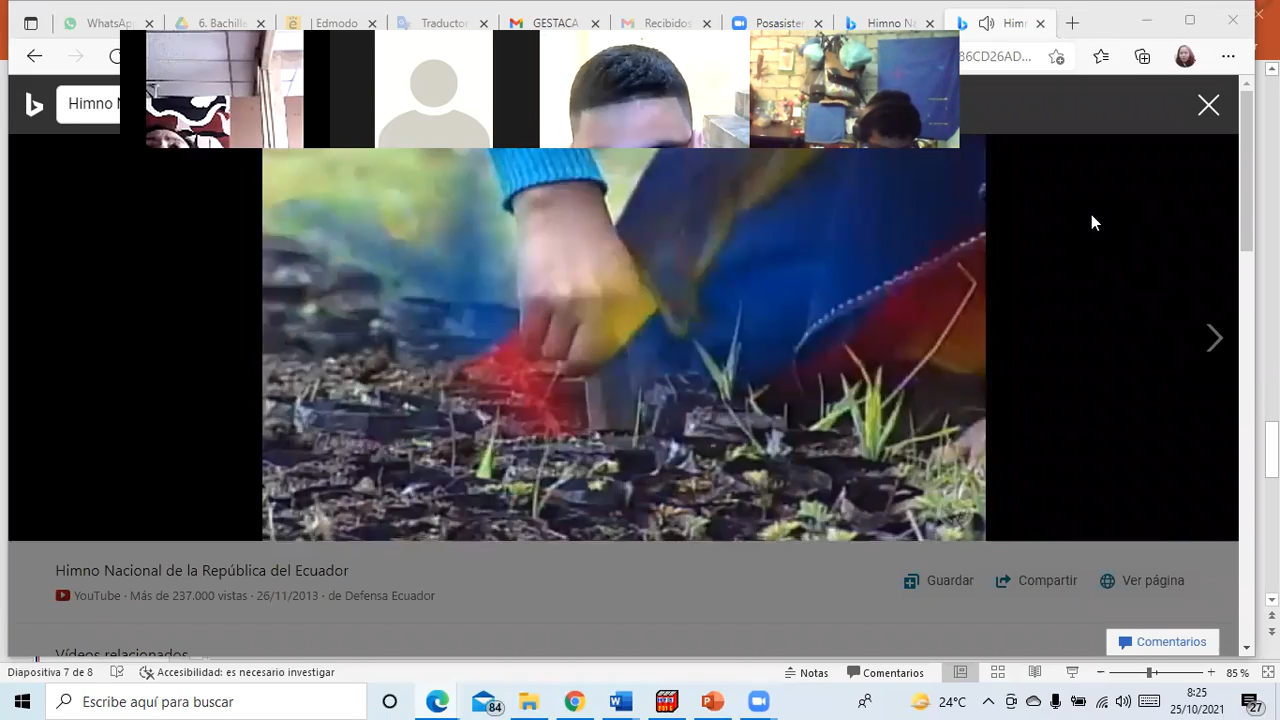 WhatsAp
6. Bachille
Edmodo
Traductor
GESTACA
Recibidos
Posasister
Himno Na
Himn
86CD26AD...
Himno N
Himno Nacional de la República del Ecuador
Guardar
Compartir
Ver página
YouTube · Más de 237.000 vistas · 26/11/2013 · de Defensa Ecuador
Comentarios
Vídeos relacionados
Diapositiva 7 de 8
Accesibilidad: es necesario investigar
Notas
Comentarios
85 %
Escribe aquí para buscar
84
24°C
8:25
25/10/2021
27